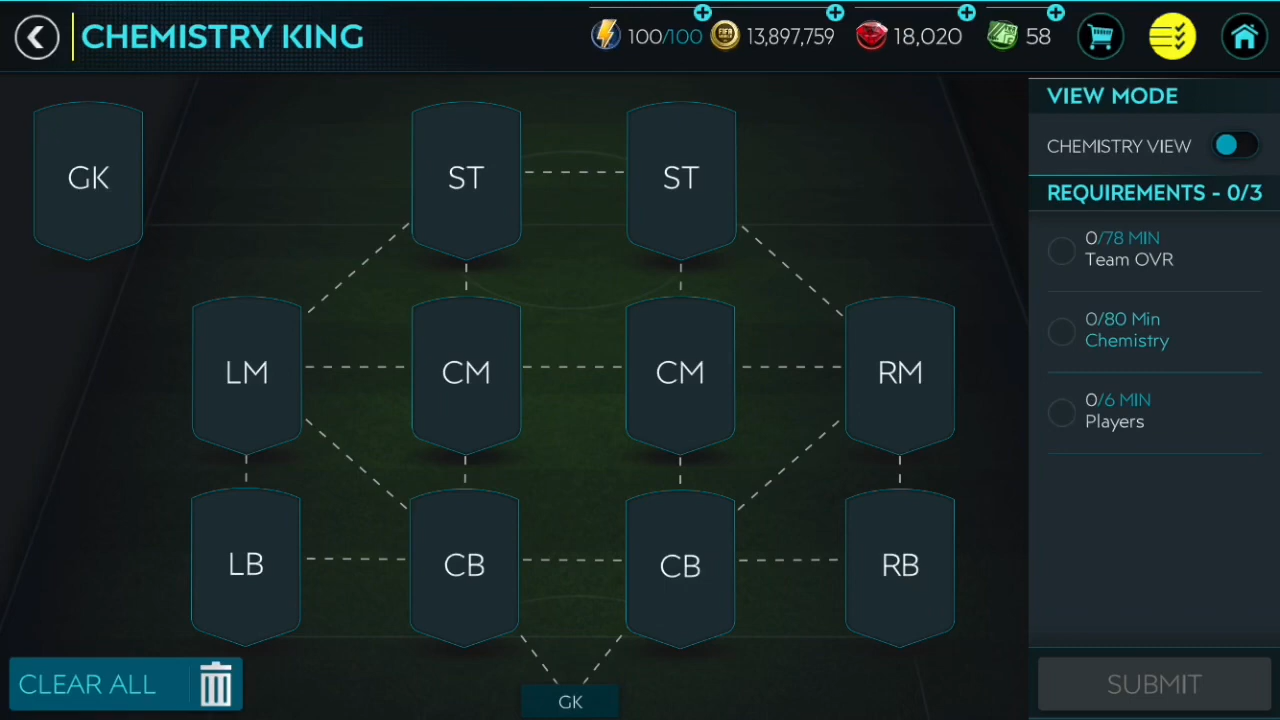 CHEMISTRY KING
100/100
13,897,759
18,020
58
VIEW MODE
CHEMISTRY VIEW
REQUIREMENTS - 0/3
0/78 MIN
Team OVR
0/80 Min
Chemistry
0/6 MIN
Players
GK
ST
ST
LM
CM
CM
RM
LB
CB
CB
RB
GK
CLEAR ALL
SUBMIT